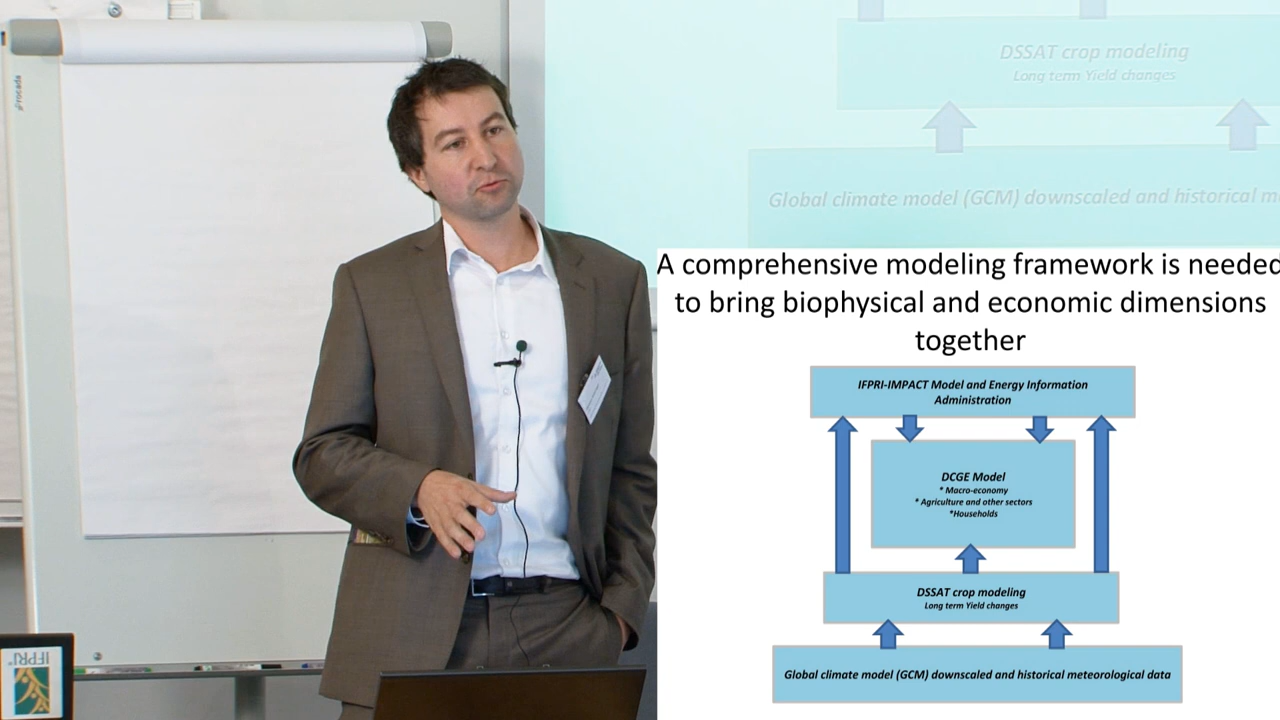 Procada
DSSAT crop modeling
Long term Yield changes
Global climate model (GCM) downscaled and historical m
A comprehensive modeling framework is needed
to bring biophysical and economic dimensions
together
IFPRI-IMPACT Model and Energy Information
Administration
DCGE Model
* Macro-economy
* Agriculture and other sectors
*Households
DSSAT crop modeling
Long term Yield changes
Global climate model (GCM) downscaled and historical meteorological data
IFPRI®